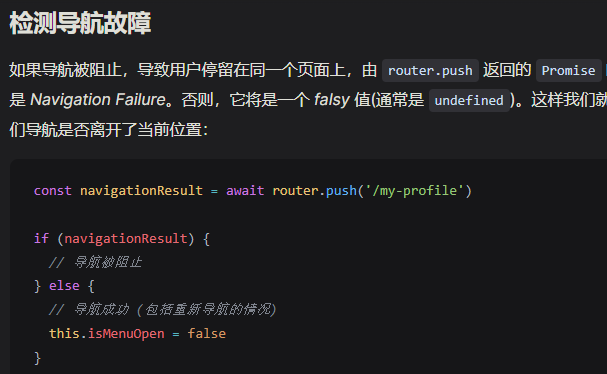 检测导航故障
如果导航被阻止，导致用户停留在同一个页面上，由 router.push 返回的 Promise
是 Navigation Failure。否则，它将是一个 falsy 值(通常是 undefined)。这样我们就
们导航是否离开了当前位置：
const navigationResult = await router.push('/my-profile')
if (navigationResult) {
// 导航被阻止
} else {
// 导航成功 (包括重新导航的情况)
this.isMenuOpen = false
}